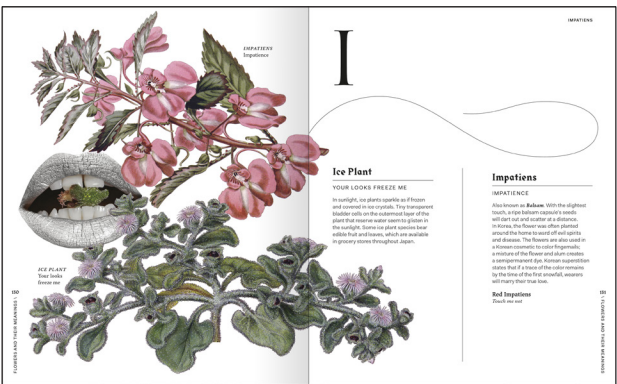 IMPATIENS
Impatience
ICE PLANT
Your looks
freeze me
150
FLOWERS AND THEIR MEANINGS |
IMPATIENS
I
Ice Plant
YOUR LOOKS FREEZE ME
In sunlight, ice plants sparkle as if frozen
and covered in ice crystals. Tiny transparent
bladder cells on the outermost layer of the
plant that reserve water seem to glisten in
the sunlight. Some ice plant species bear
edible fruit and leaves, which are available
in grocery stores throughout Japan.
Impatiens
IMPATIENCE
Also known as Balsam. With the slightest
touch, a ripe balsam capsule's seeds
will dart out and scatter at a distance.
In Korea, the flower was often planted
around the home to ward off evil spirits
and disease. The flowers are also used in
a Korean cosmetic to color fingernails;
a mixture of the flower and alum creates
a semipermanent dye. Korean superstition
states that if a trace of the color remains
by the time of the first snowfall, wearers
will marry their true love.
Red Impatiens
Touch me not
151
| FLOWERS AND THEIR MEANINGS